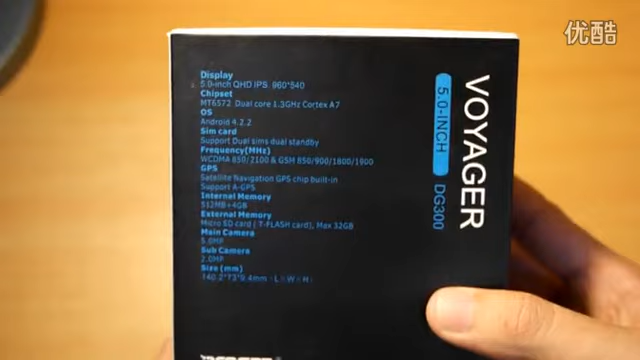 优酷
Display
5.0-inch QHD IPS 960*540
Chipset
MT6572 Dual core 1.3GHz Cortex A7
OS
Android 4.2.2
Sim card
Support Dual sims dual standby
Frequency(MHz)
WCDMA 850/2100 & GSM 850/900/1800/1900
GPS
Satellite Navigation GPS chip built-in
Support A-GPS
Internal Memory
512MB+4GB
External Memory
Micro SD card ( T-FLASH card), Max 32GB
Main Camera
5.0MP
Sub Camera
2.0MP
Size (mm)
140.2*73*9.4mm
VOYAGER
5.0-INCH
DG300